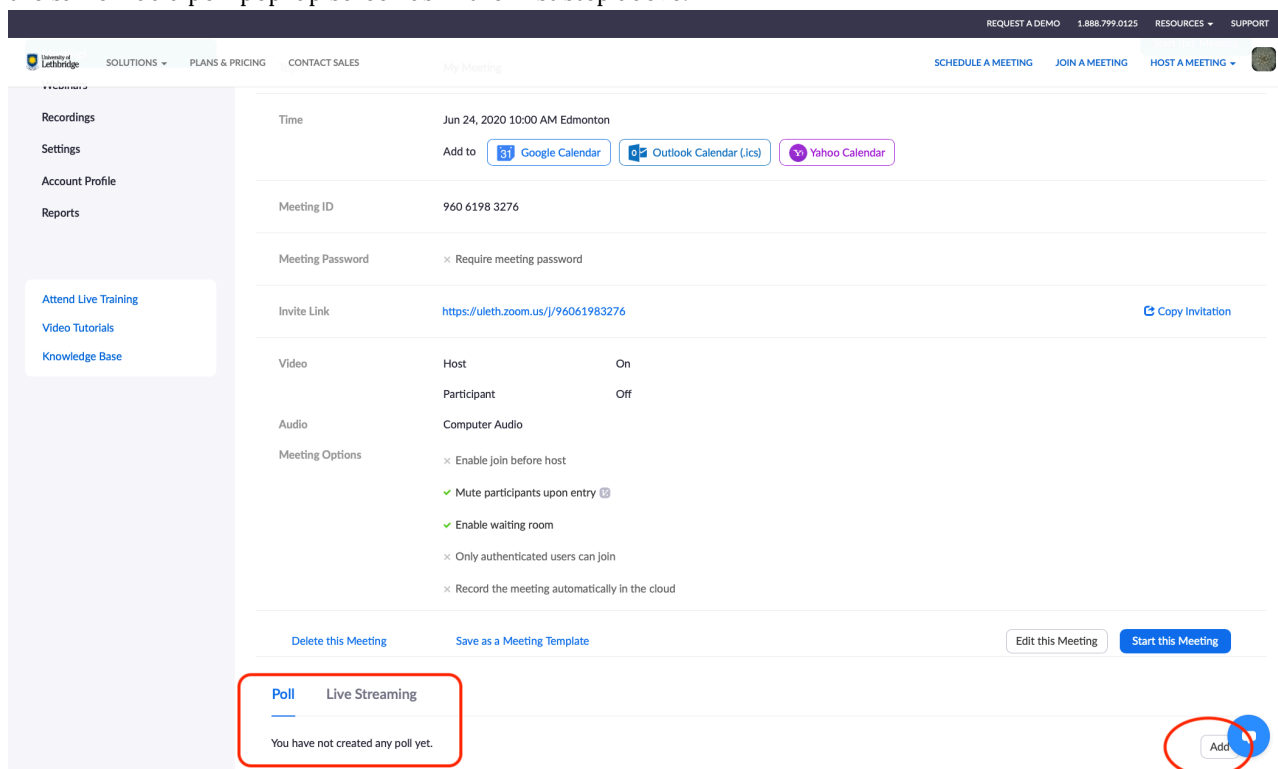 REQUEST A DEMO 1.888.799.0125 RESOURCES SUPPORT
University of Lethbridge SOLUTIONS PLANS & PRICING CONTACT SALES My Meeting SCHEDULE A MEETING JOIN A MEETING HOST A MEETING
Webinars
Recordings
Settings
Account Profile
Reports
Attend Live Training
Video Tutorials
Knowledge Base
Time Jun 24, 2020 10:00 AM Edmonton
Add to 31 Google Calendar Outlook Calendar (.ics) Yahoo Calendar
Meeting ID 960 6198 3276
Meeting Password × Require meeting password
Invite Link https://uleth.zoom.us/j/96061983276 Copy Invitation
Video Host On
Participant Off
Audio Computer Audio
Meeting Options × Enable join before host
✓ Mute participants upon entry
✓ Enable waiting room
× Only authenticated users can join
× Record the meeting automatically in the cloud
Delete this Meeting Save as a Meeting Template Edit this Meeting Start this Meeting
Poll Live Streaming
You have not created any poll yet. Add